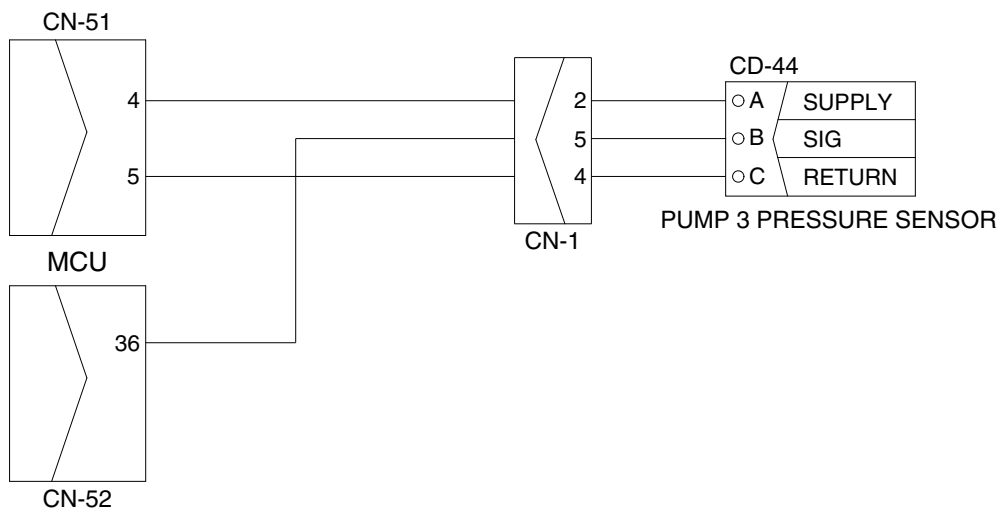 CN-51
4
5
MCU
36
CN-52
2
5
4
CN-1
CD-44
A SUPPLY
B SIG
C RETURN
PUMP 3 PRESSURE SENSOR